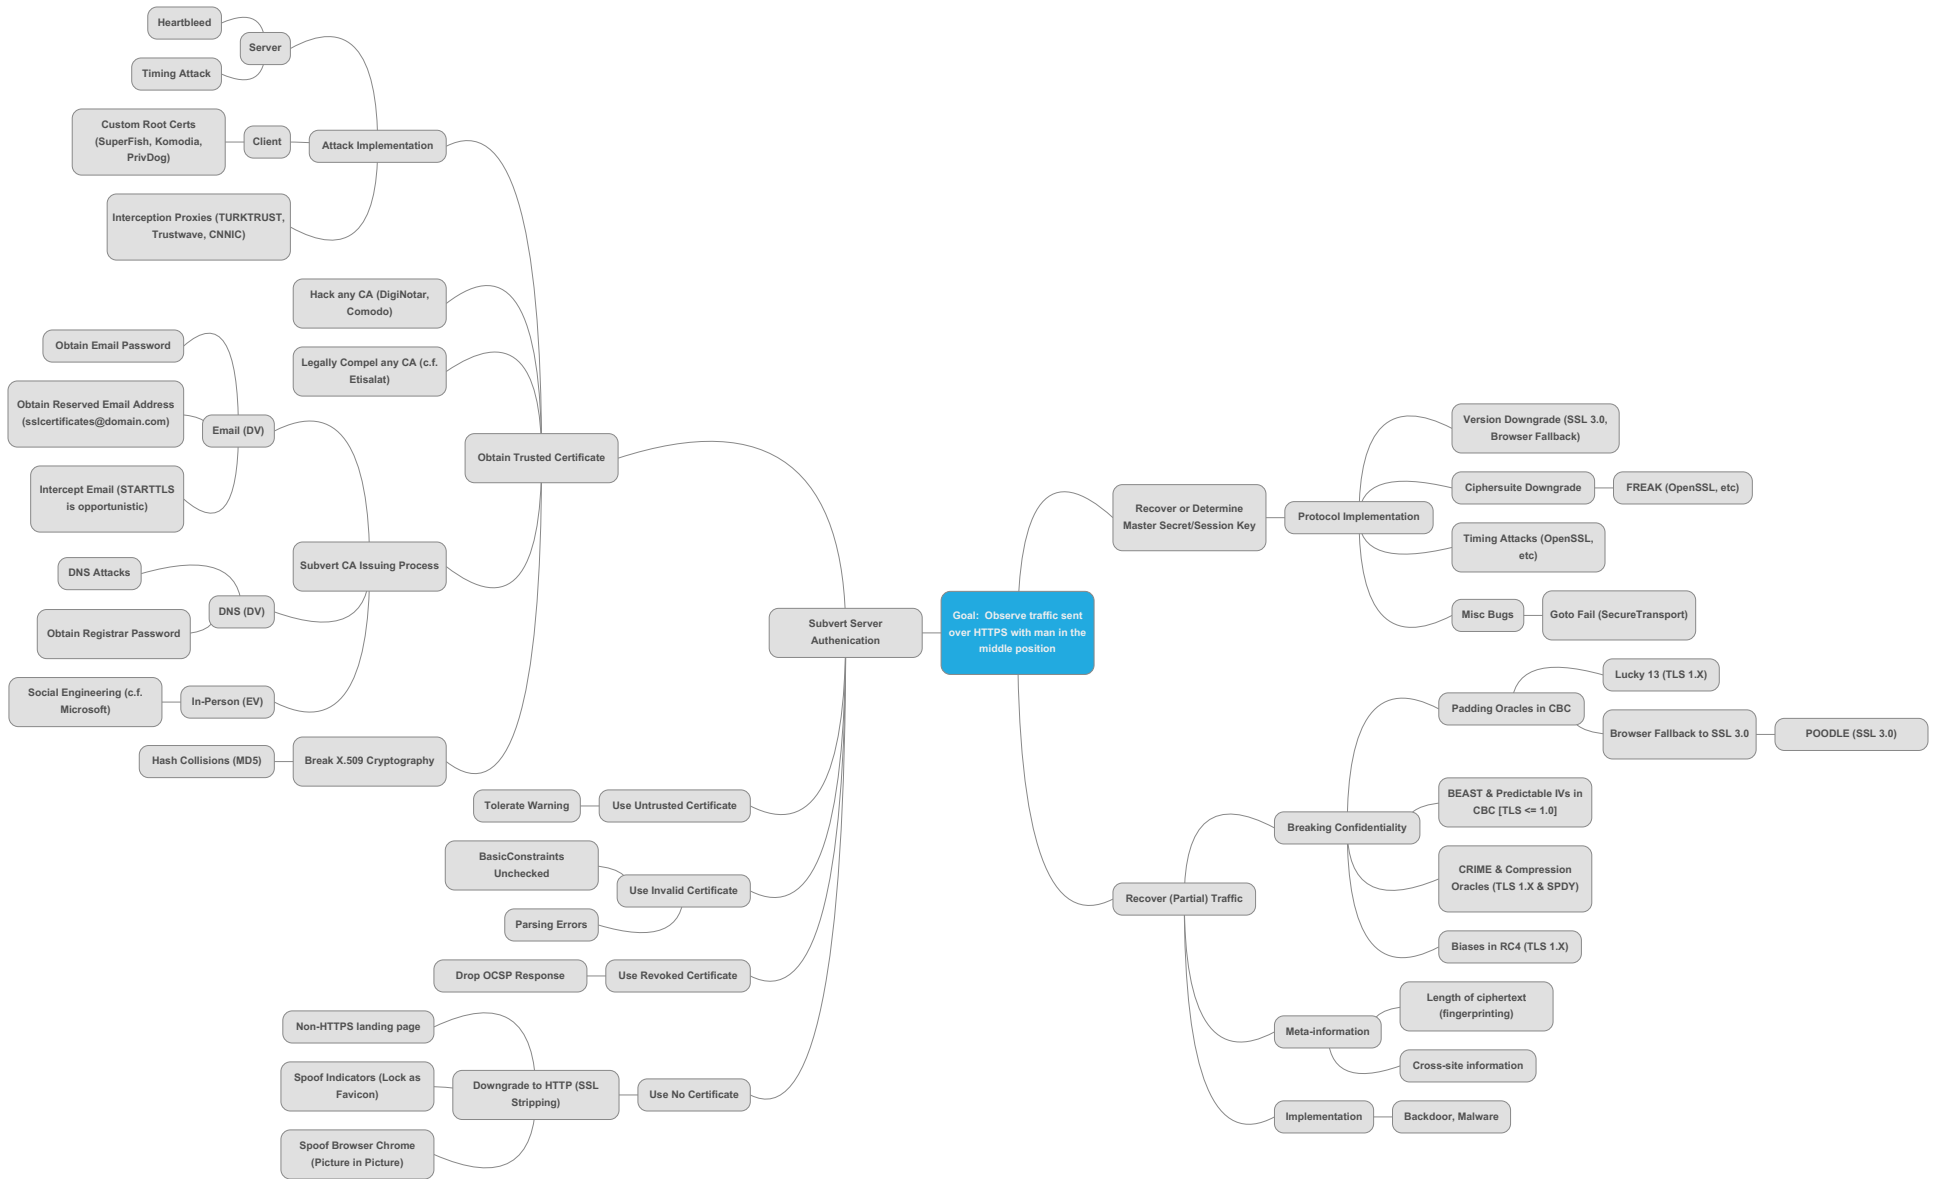 Heartbleed
Server
Timing Attack
Custom Root Certs
(SuperFish, Komodia,
PrivDog)
Client
Attack Implementation
Interception Proxies (TURKTRUST,
Trustwave, CNNIC)
Hack any CA (DigiNotar,
Comodo)
Legally Compel any CA (c.f.
Etisalat)
Obtain Email Password
Obtain Reserved Email Address
(sslcertificates@domain.com)
Email (DV)
Intercept Email (STARTTLS
is opportunistic)
Obtain Trusted Certificate
Subvert CA Issuing Process
DNS Attacks
DNS (DV)
Obtain Registrar Password
Social Engineering (c.f.
Microsoft)
In-Person (EV)
Hash Collisions (MD5)
Break X.509 Cryptography
Subvert Server
Authenication
Tolerate Warning
Use Untrusted Certificate
BasicConstraints
Unchecked
Use Invalid Certificate
Parsing Errors
Drop OCSP Response
Use Revoked Certificate
Non-HTTPS landing page
Spoof Indicators (Lock as
Favicon)
Downgrade to HTTP (SSL
Stripping)
Use No Certificate
Spoof Browser Chrome
(Picture in Picture)
Goal:  Observe traffic sent
over HTTPS with man in the
middle position
Recover or Determine
Master Secret/Session Key
Protocol Implementation
Version Downgrade (SSL 3.0,
Browser Fallback)
Ciphersuite Downgrade
FREAK (OpenSSL, etc)
Timing Attacks (OpenSSL,
etc)
Misc Bugs
Goto Fail (SecureTransport)
Recover (Partial) Traffic
Breaking Confidentiality
Padding Oracles in CBC
Lucky 13 (TLS 1.X)
Browser Fallback to SSL 3.0
POODLE (SSL 3.0)
BEAST & Predictable IVs in
CBC [TLS <= 1.0]
CRIME & Compression
Oracles (TLS 1.X & SPDY)
Biases in RC4 (TLS 1.X)
Meta-information
Length of ciphertext
(fingerprinting)
Cross-site information
Implementation
Backdoor, Malware